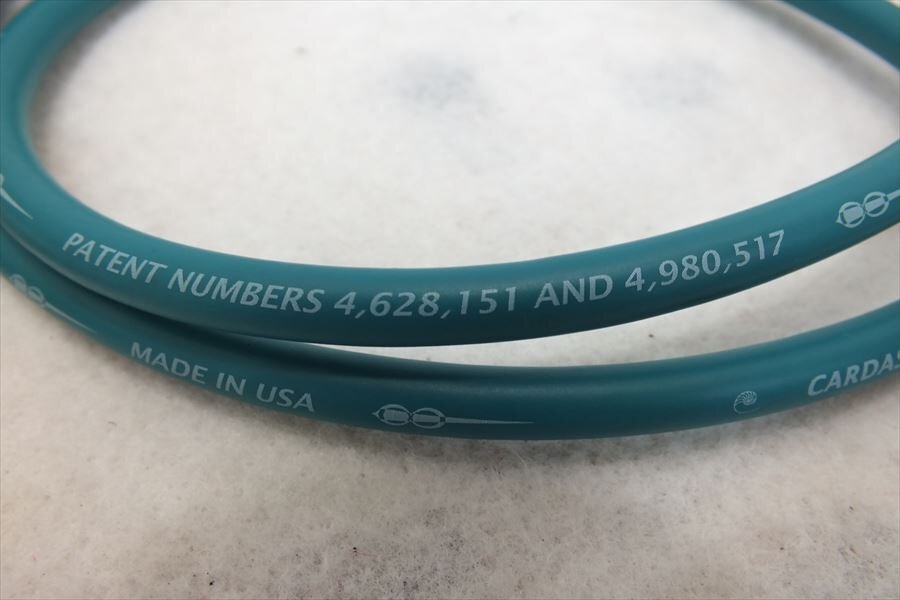 PATENT NUMBERS 4,628,151 AND 4,980,517
MADE IN USA
CARDAS